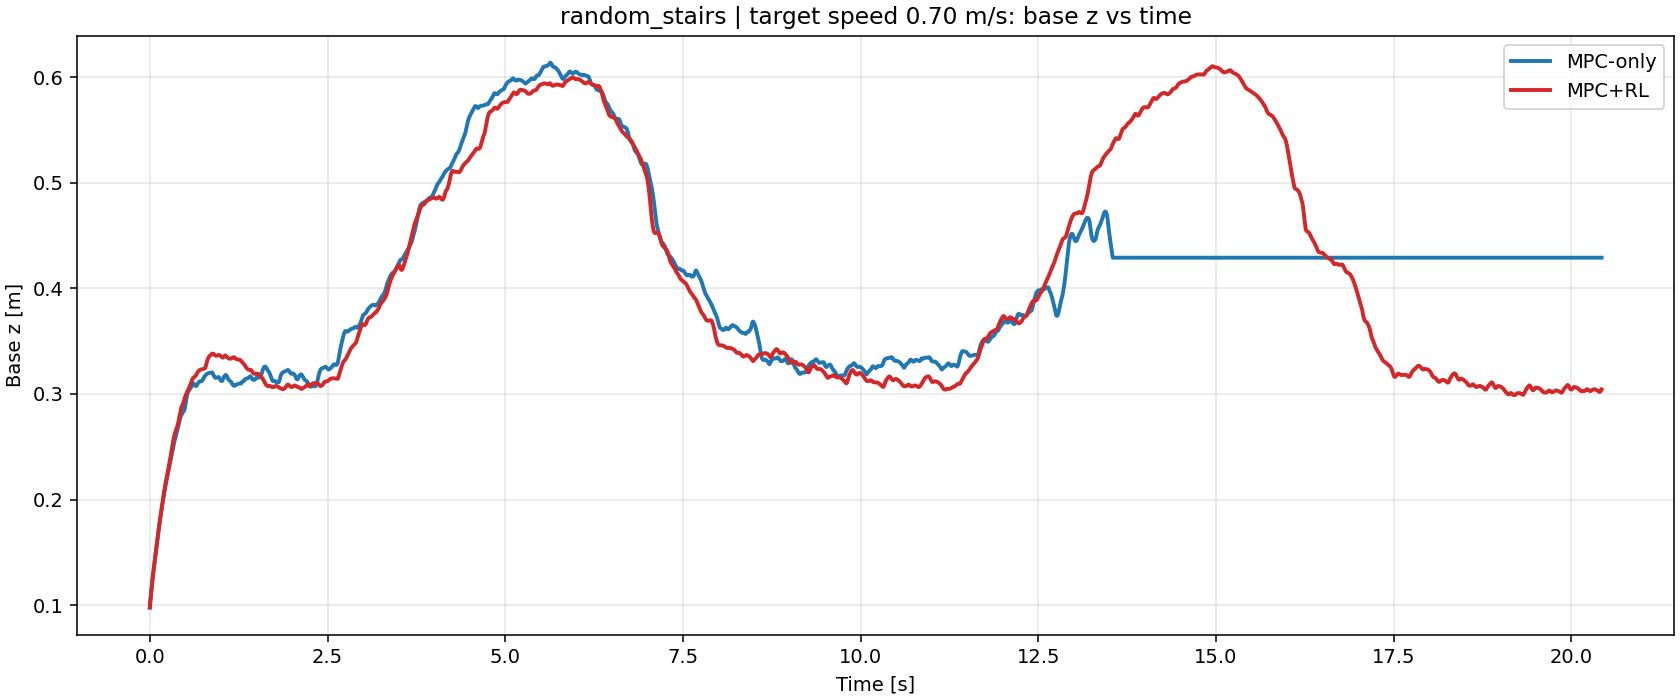 random_stairs | target speed 0.70 m/s: base z vs time
MPC-only
MPC+RL
Base z [m]
0.6
0.5
0.4
0.3
0.2
0.1
0.0 2.5 5.0 7.5 10.0 12.5 15.0 17.5 20.0
Time [s]